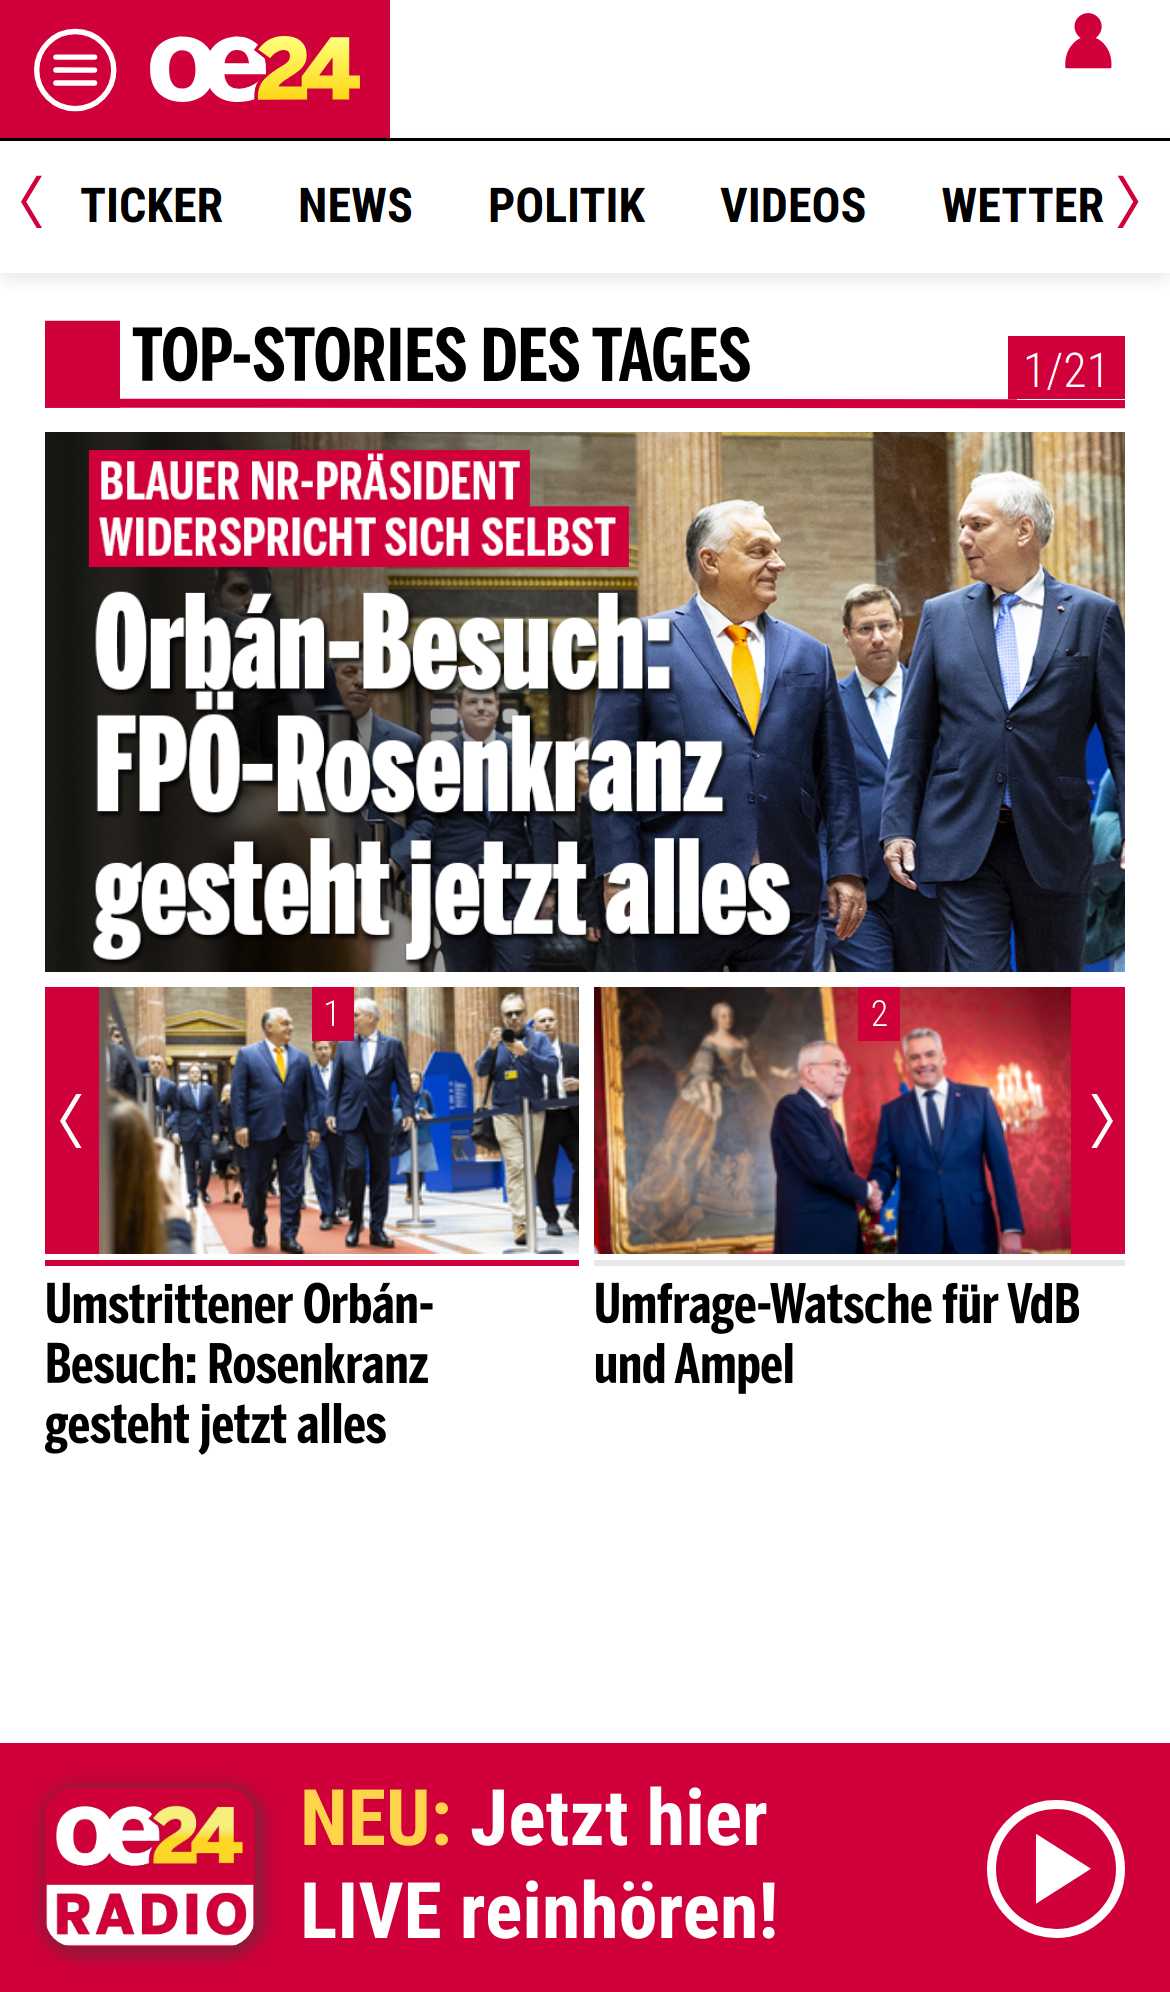 oe24
TICKER NEWS POLITIK VIDEOS WETTER
TOP-STORIES DES TAGES
1/21
BLAUER NR-PRÄSIDENT
WIDERSPRICHT SICH SELBST
Orbán-Besuch:
FPÖ-Rosenkranz
gesteht jetzt alles
1
2
Umstrittener Orbán-
Besuch: Rosenkranz
gesteht jetzt alles
Umfrage-Watsche für VdB
und Ampel
oe24
RADIO
NEU: Jetzt hier
LIVE reinhören!